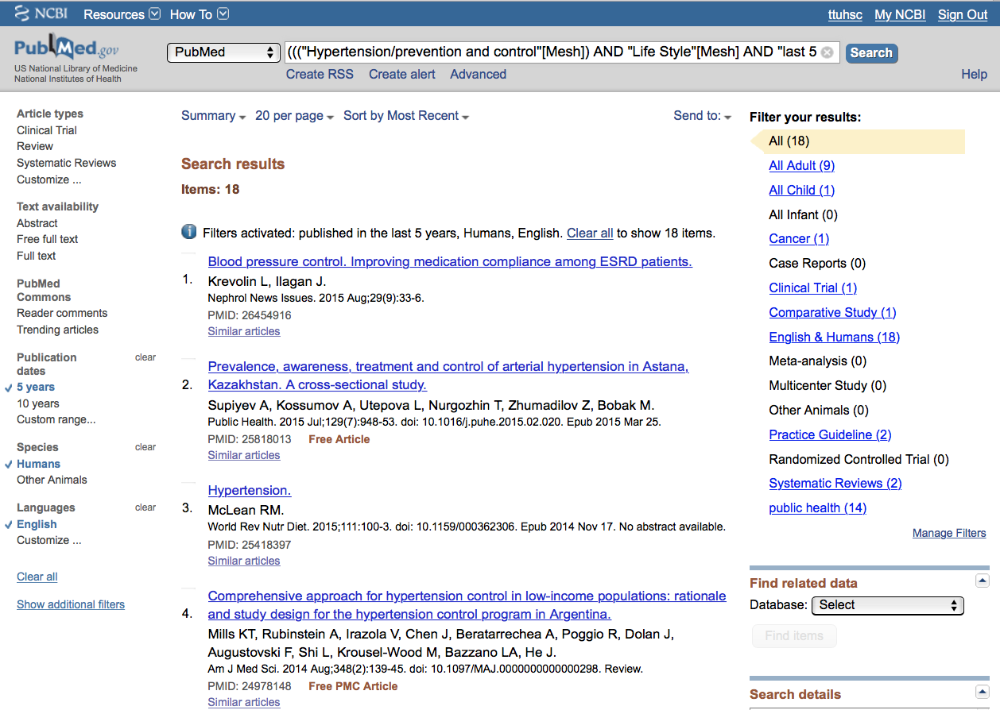 NCBI Resources How To ttuhsc My NCBI Sign Out
PubMed.gov
US National Library of Medicine
National Institutes of Health
PubMed ((("Hypertension/prevention and control"[Mesh]) AND "Life Style"[Mesh] AND "last 5 Search
Create RSS Create alert Advanced Help
Article types
Clinical Trial
Review
Systematic Reviews
Customize ...
Text availability
Abstract
Free full text
Full text
PubMed
Commons
Reader comments
Trending articles
Publication clear
dates
5 years
10 years
Custom range...
Species clear
Humans
Other Animals
Languages clear
English
Customize ...
Clear all
Show additional filters
Summary 20 per page Sort by Most Recent Send to:
Search results
Items: 18
Filters activated: published in the last 5 years, Humans, English. Clear all to show 18 items.
Blood pressure control. Improving medication compliance among ESRD patients.
1. Krevolin L, Ilagan J.
Nephrol News Issues. 2015 Aug;29(9):33-6.
PMID: 26454916
Similar articles
Prevalence, awareness, treatment and control of arterial hypertension in Astana,
2. Kazakhstan. A cross-sectional study.
Supiyev A, Kossumov A, Utepova L, Nurgozhin T, Zhumadilov Z, Bobak M.
Public Health. 2015 Jul;129(7):948-53. doi: 10.1016/j.puhe.2015.02.020. Epub 2015 Mar 25.
PMID: 25818013 Free Article
Similar articles
Hypertension.
3. McLean RM.
World Rev Nutr Diet. 2015;111:100-3. doi: 10.1159/000362306. Epub 2014 Nov 17. No abstract available.
PMID: 25418397
Similar articles
Comprehensive approach for hypertension control in low-income populations: rationale
4. and study design for the hypertension control program in Argentina.
Mills KT, Rubinstein A, Irazola V, Chen J, Beratarrechea A, Poggio R, Dolan J,
Augustovski F, Shi L, Krousel-Wood M, Bazzano LA, He J.
Am J Med Sci. 2014 Aug;348(2):139-45. doi: 10.1097/MAJ.0000000000000298. Review.
PMID: 24978148 Free PMC Article
Similar articles
Filter your results:
All (18)
All Adult (9)
All Child (1)
All Infant (0)
Cancer (1)
Case Reports (0)
Clinical Trial (1)
Comparative Study (1)
English & Humans (18)
Meta-analysis (0)
Multicenter Study (0)
Other Animals (0)
Practice Guideline (2)
Randomized Controlled Trial (0)
Systematic Reviews (2)
public health (14)
Manage Filters
Find related data
Database: Select
Find items
Search details